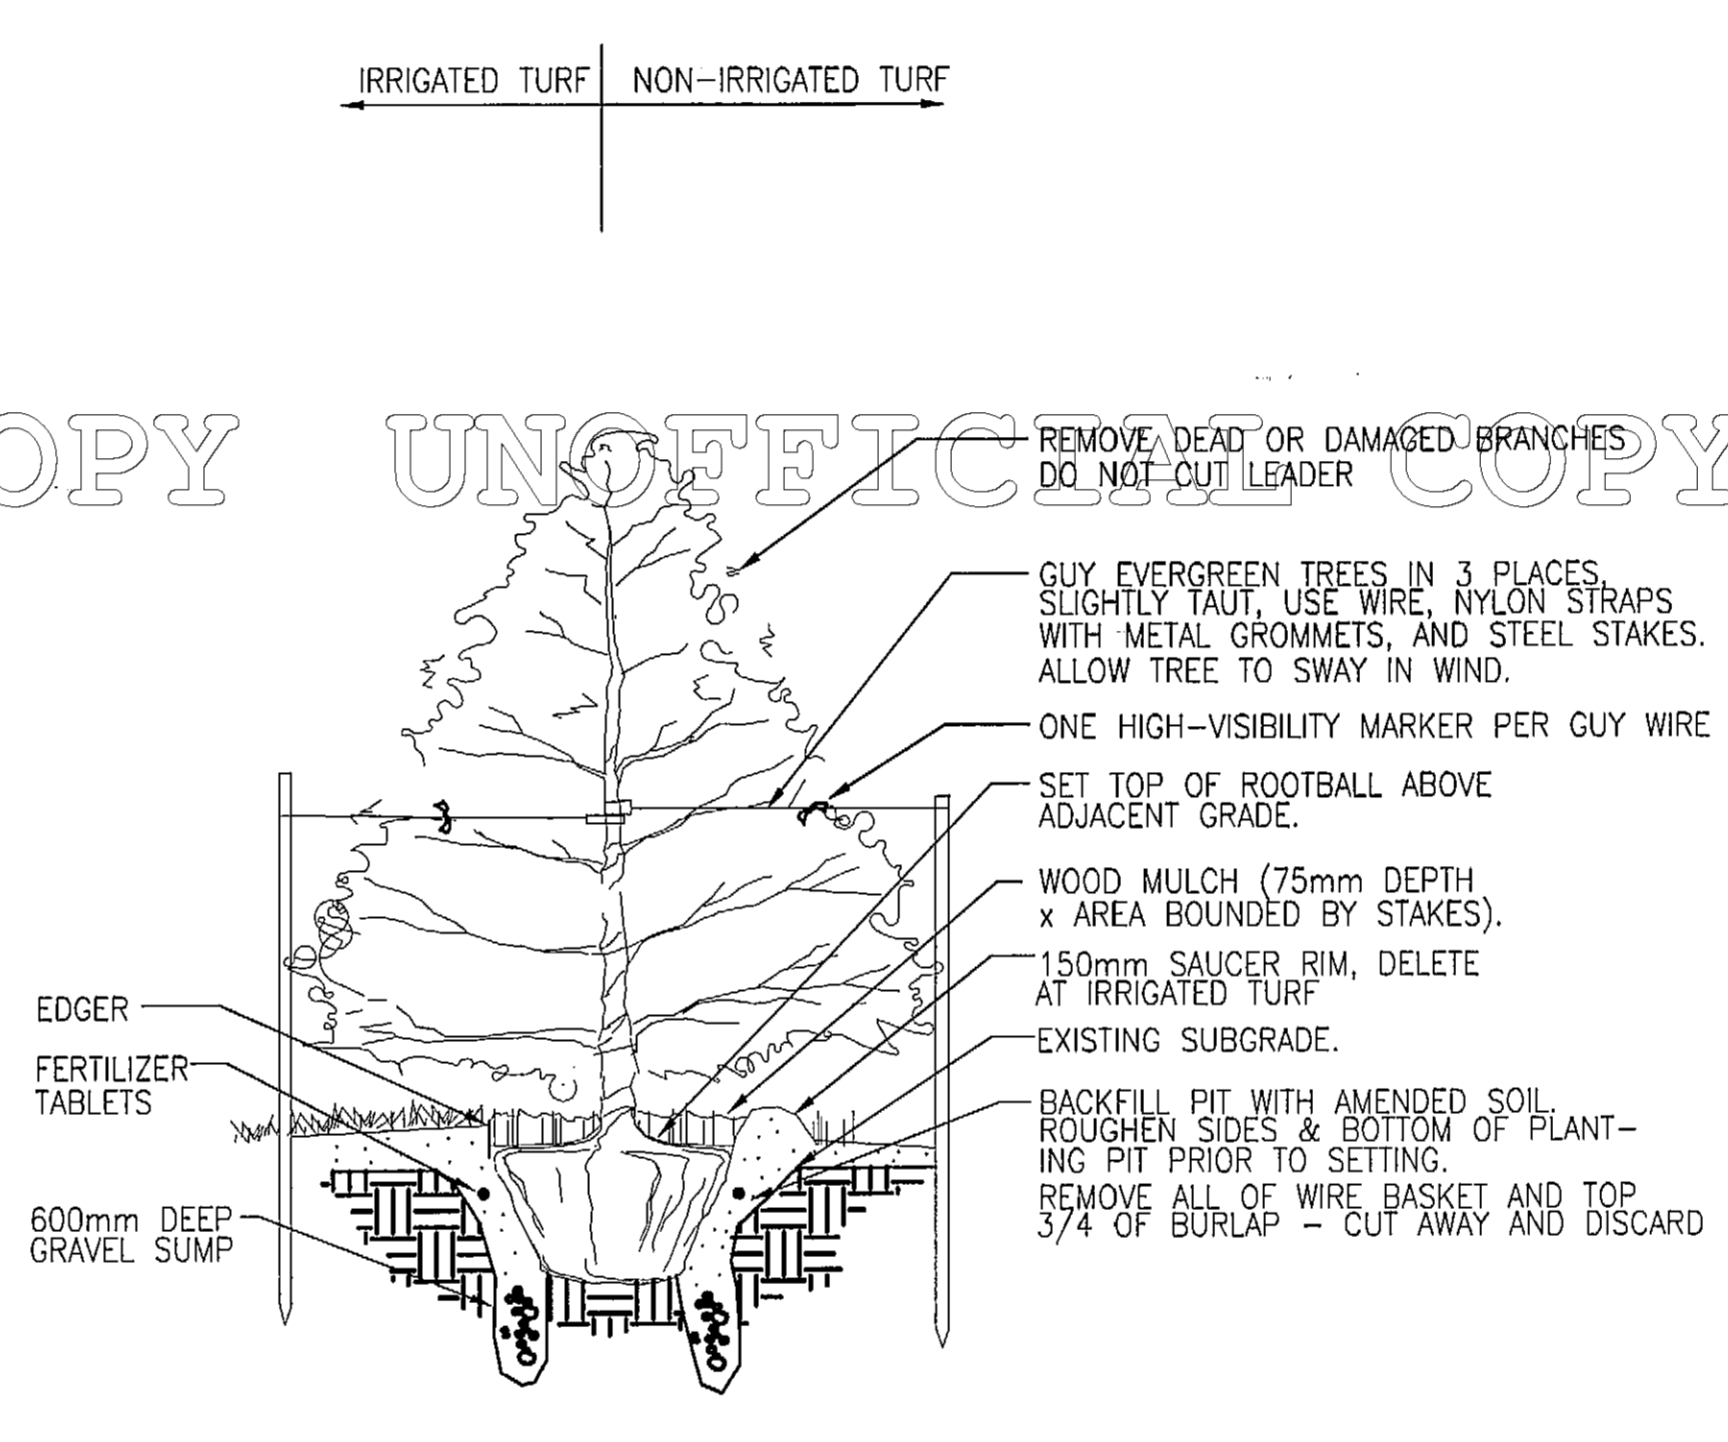 IRRIGATED TURF NON-IRRIGATED TURF
OPY UNOFFICIAL COPY
REMOVE DEAD OR DAMAGED BRANCHES
DO NOT CUT LEADER
GUY EVERGREEN TREES IN 3 PLACES,
SLIGHTLY TAUT, USE WIRE, NYLON STRAPS
WITH METAL GROMMETS, AND STEEL STAKES.
ALLOW TREE TO SWAY IN WIND.
ONE HIGH-VISIBILITY MARKER PER GUY WIRE
SET TOP OF ROOTBALL ABOVE
ADJACENT GRADE.
WOOD MULCH (75mm DEPTH
x AREA BOUNDED BY STAKES).
150mm SAUCER RIM, DELETE
AT IRRIGATED TURF
EXISTING SUBGRADE.
BACKFILL PIT WITH AMENDED SOIL.
ROUGHEN SIDES & BOTTOM OF PLANT-
ING PIT PRIOR TO SETTING.
REMOVE ALL OF WIRE BASKET AND TOP
3/4 OF BURLAP - CUT AWAY AND DISCARD
EDGER
FERTILIZER
TABLETS
600mm DEEP
GRAVEL SUMP